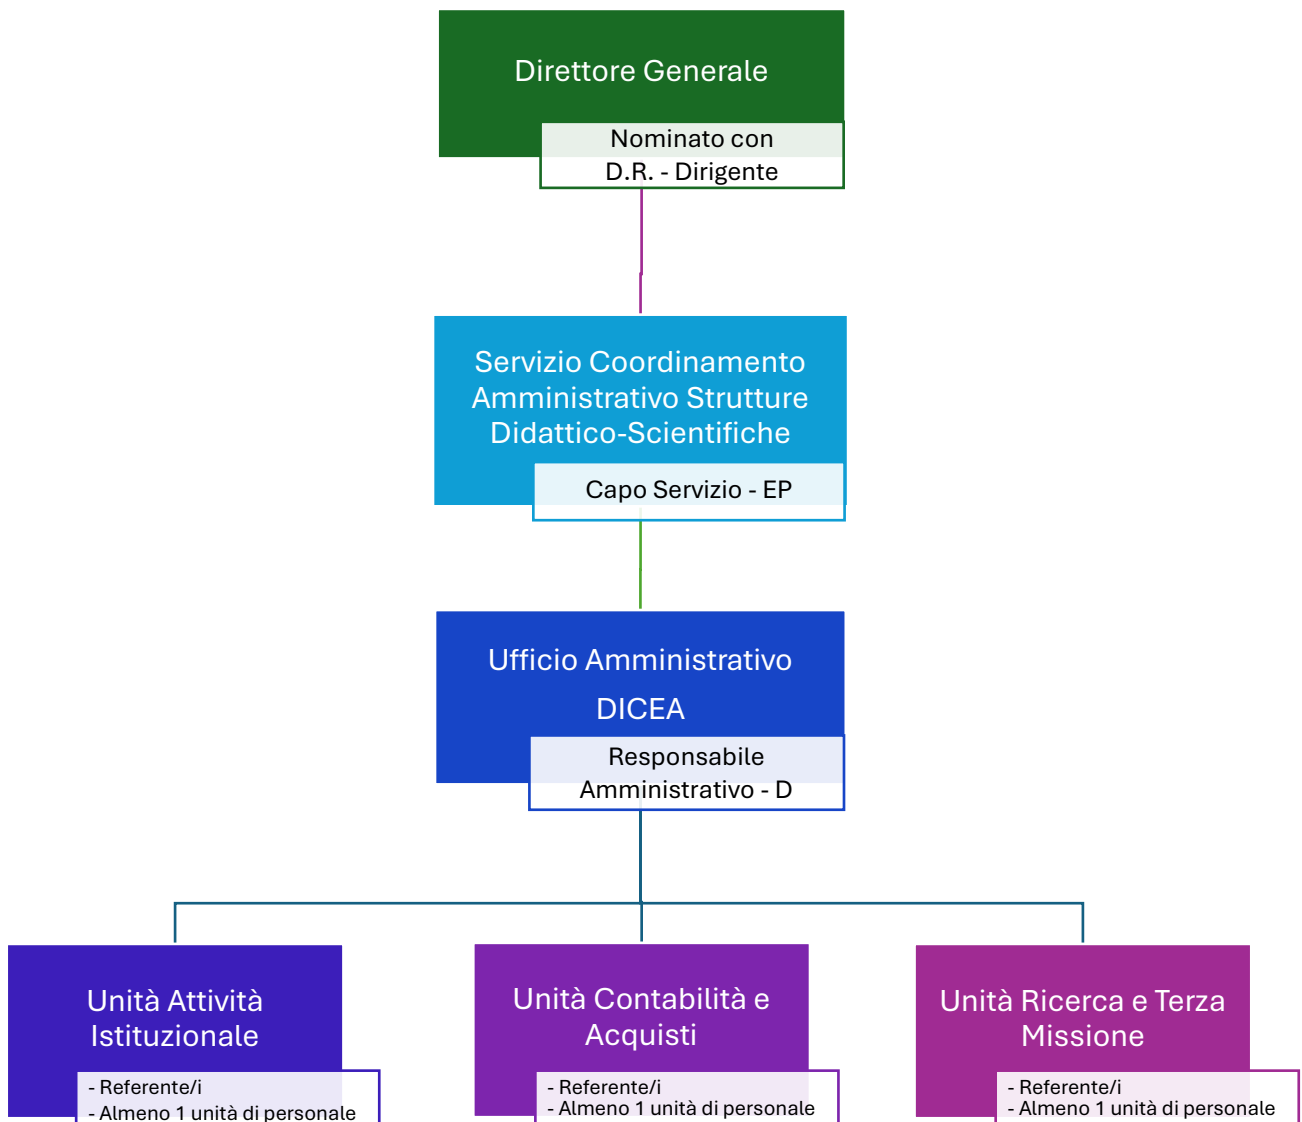 Direttore Generale
Nominato con
D.R. - Dirigente
Servizio Coordinamento
Amministrativo Strutture
Didattico-Scientifiche
Capo Servizio - EP
Ufficio Amministrativo
DICEA
Responsabile
Amministrativo - D
Unità Attività
Istituzionale
- Referente/i
- Almeno 1 unità di personale
Unità Contabilità e
Acquisti
- Referente/i
- Almeno 1 unità di personale
Unità Ricerca e Terza
Missione
- Referente/i
- Almeno 1 unità di personale